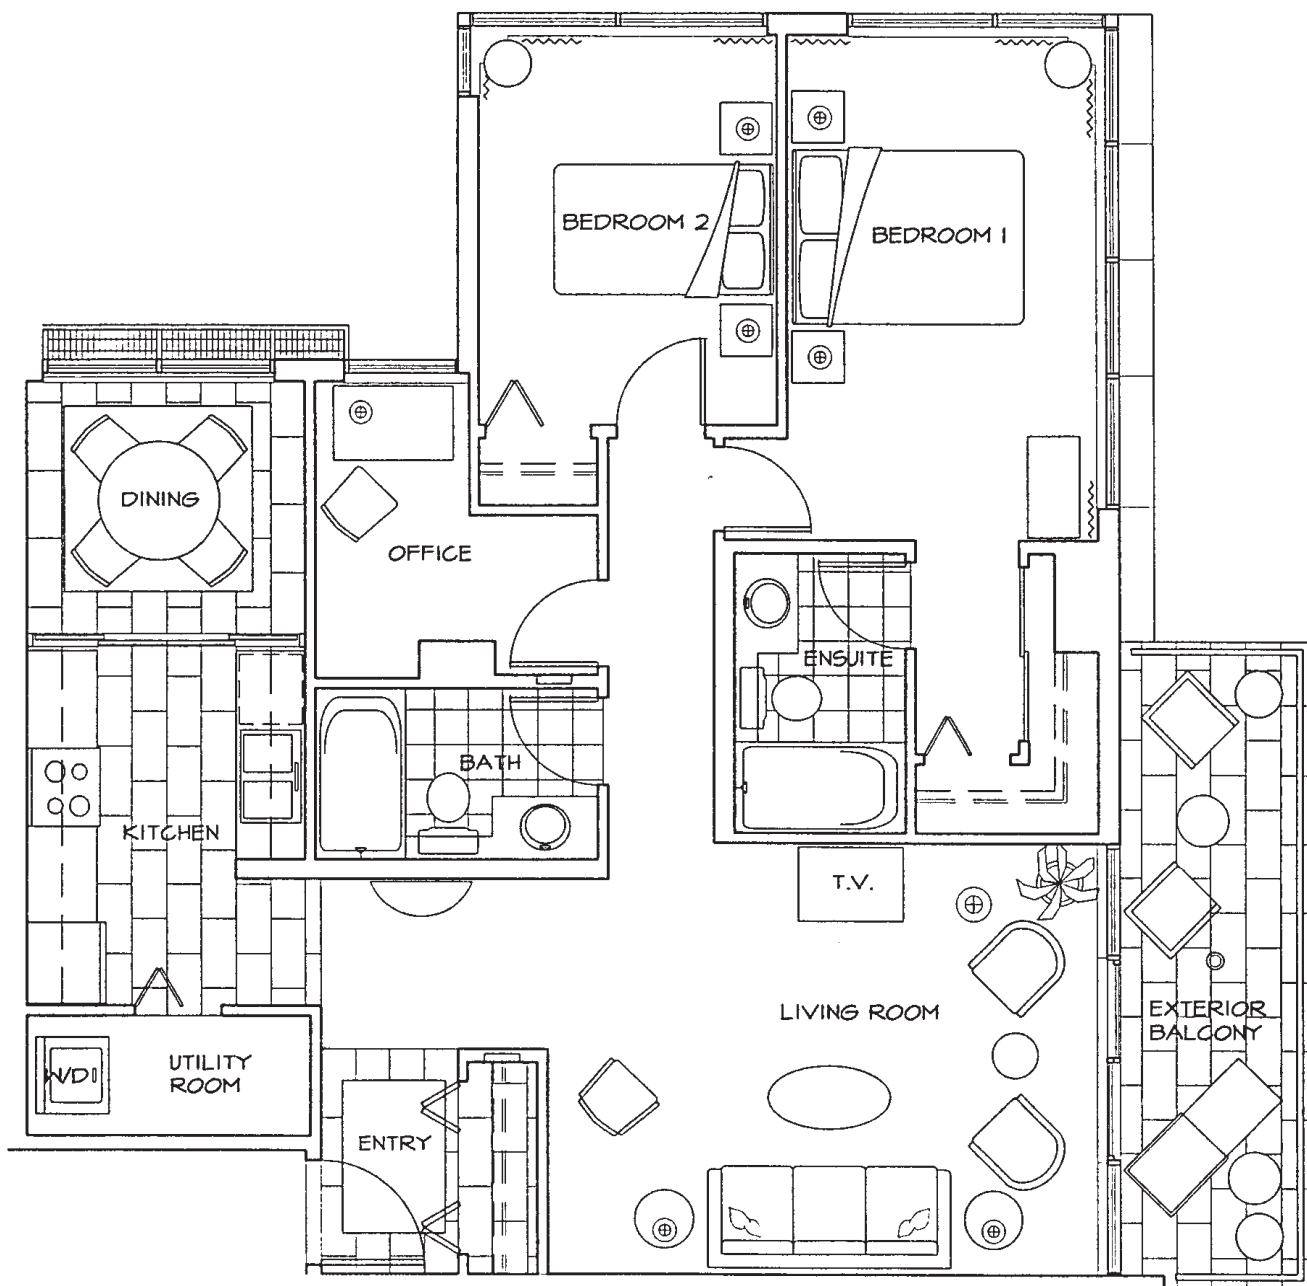 BEDROOM 2
BEDROOM 1
DINING
OFFICE
ENSUITE
BATH
KITCHEN
T.V.
LIVING ROOM
EXTERIOR
BALCONY
UTILITY
ROOM
W/D
ENTRY